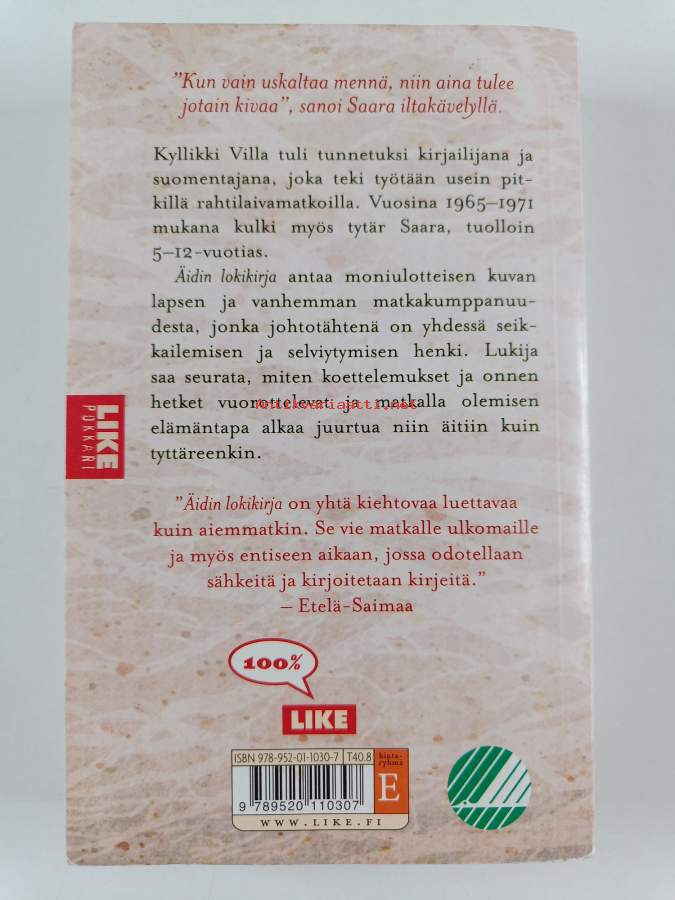 ”Kun vain uskaltaa mennä, niin aina tulee
jotain kivaa”, sanoi Saara iltakävelyllä.
Kyllikki Villa tuli tunnetuksi kirjailijana ja
suomentajana, joka teki työtään usein pit-
killä rahtilaivamatkoilla. Vuosina 1965–1971
mukana kulki myös tytär Saara, tuolloin
5–12-vuotias.
Äidin lokikirja antaa moniulotteisen kuvan
lapsen ja vanhemman matkakumppanuu-
desta, jonka johtotähtenä on yhdessä seik-
kailemisen ja selviytymisen henki. Lukija
saa seurata, miten koettelemukset ja onnen
hetket vuorottelevat ja matkalla olemisen
Antikvariaatti.net
elämäntapa alkaa juurtua niin äitiin kuin
tyttäreenkin.
LIKE
POKKARI
”Äidin lokikirja on yhtä kiehtovaa luettavaa
kuin aiemmatkin. Se vie matkalle ulkomaille
ja myös entiseen aikaan, jossa odotellaan
sähkeitä ja kirjoitetaan kirjeitä.”
– Etelä-Saimaa
100%
LIKE
ISBN 978-952-01-1030-7 T40.8
hinta-
ryhmä
E
9 789520 110307
WWW.LIKE.FI